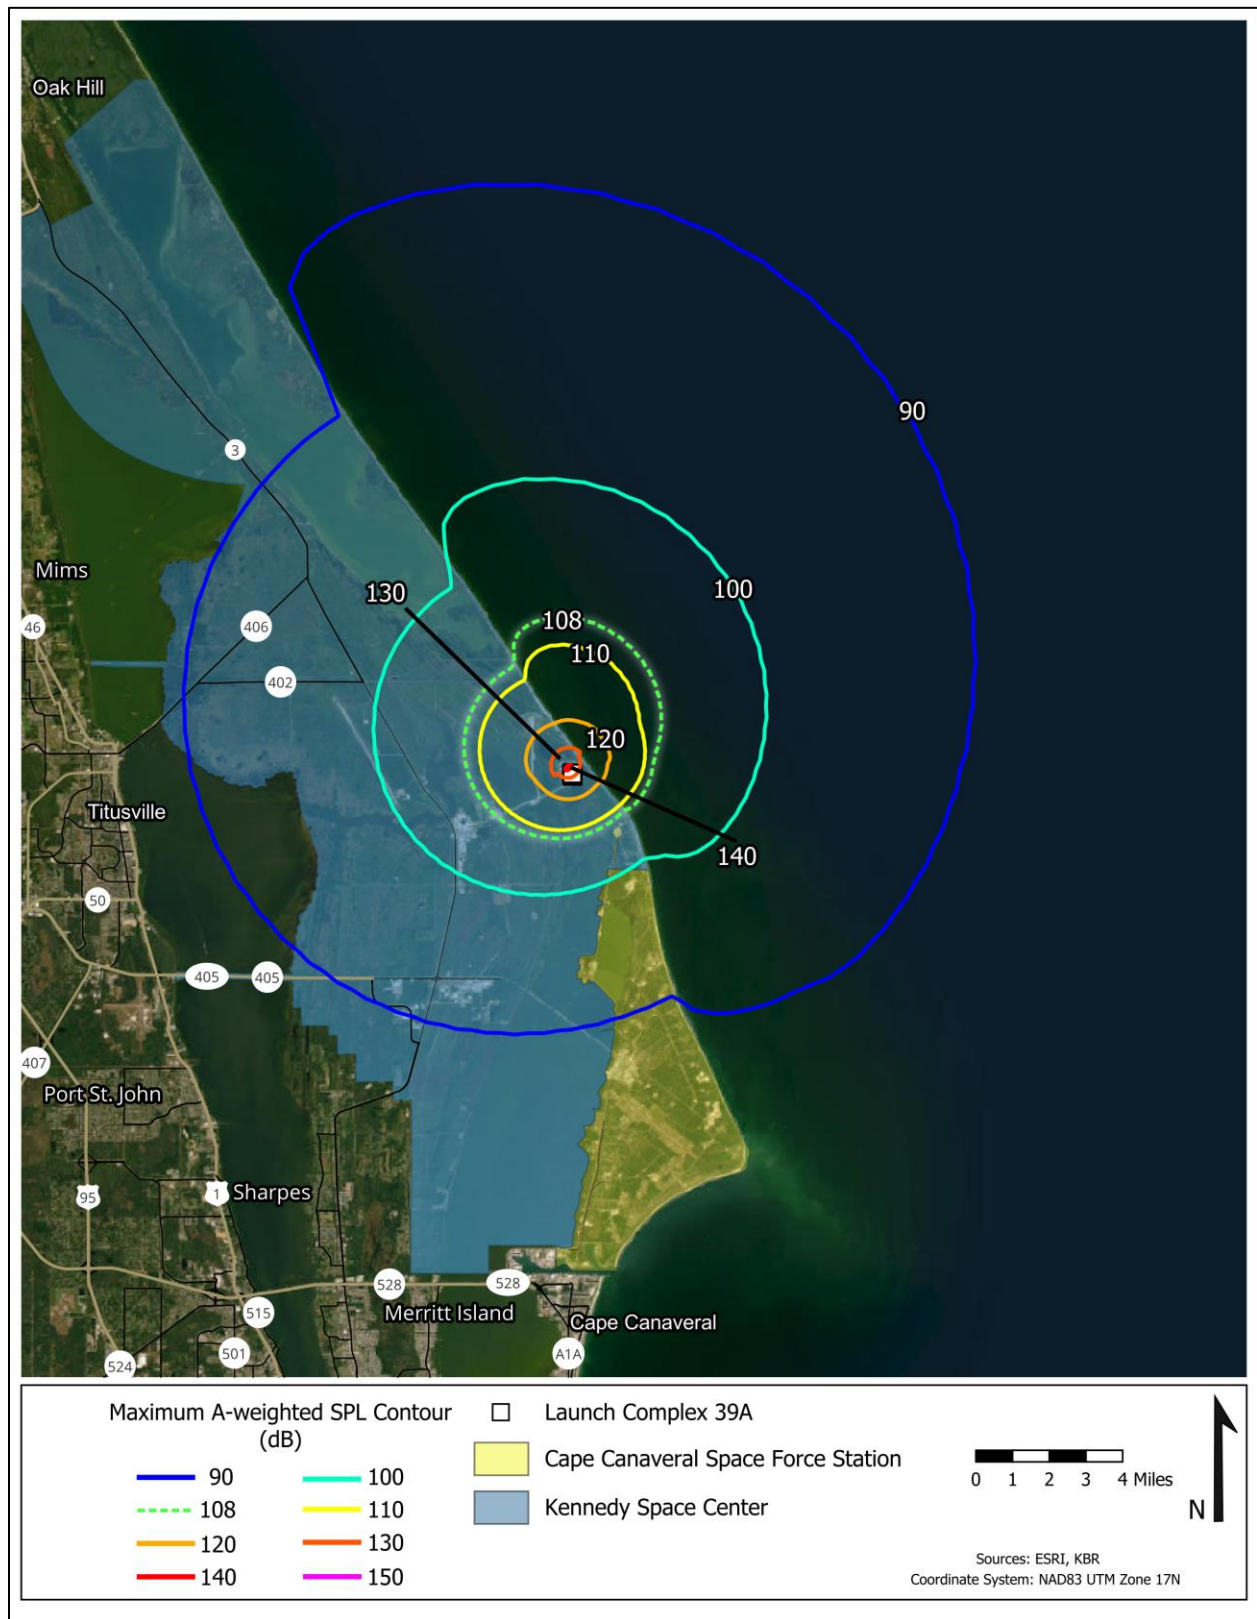 Oak Hill
90
3
130
100
Mims
108
46
406
110
402
120
Titusville
140
50
405
405
407
Port St. John
95
1
Sharpes
528
528
515
Merritt Island
Cape Canaveral
501
A1A
524
Maximum A-weighted SPL Contour
(dB)
90
100
108
110
120
130
140
150
Launch Complex 39A
Cape Canaveral Space Force Station
Kennedy Space Center
0 1 2 3 4 Miles
N
Sources: ESRI, KBR
Coordinate System: NAD83 UTM Zone 17N